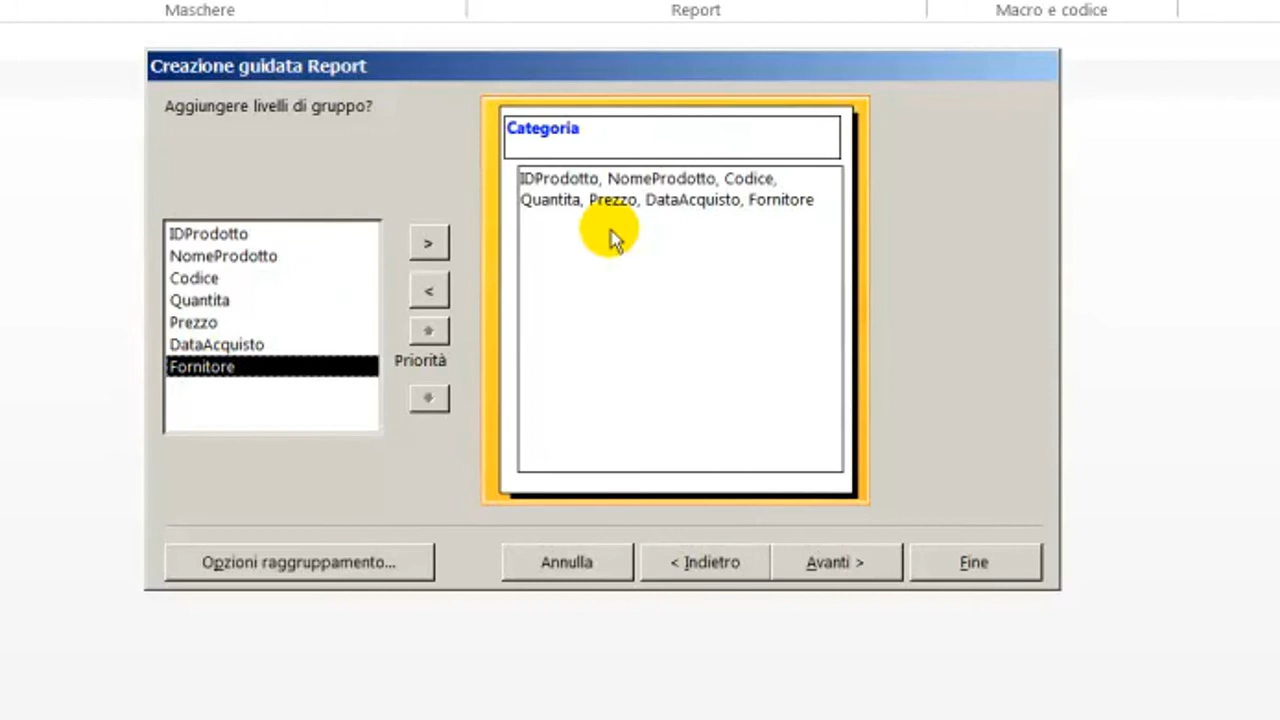 Maschere
Report
Macro e codice
Creazione guidata Report
Aggiungere livelli di gruppo?
Categoria
IDProdotto, NomeProdotto, Codice,
Quantita, Prezzo, DataAcquisto, Fornitore
IDProdotto
NomeProdotto
Codice
Quantita
Prezzo
DataAcquisto
Fornitore
>
<
Priorità
Opzioni raggruppamento...
Annulla
< Indietro
Avanti >
Fine